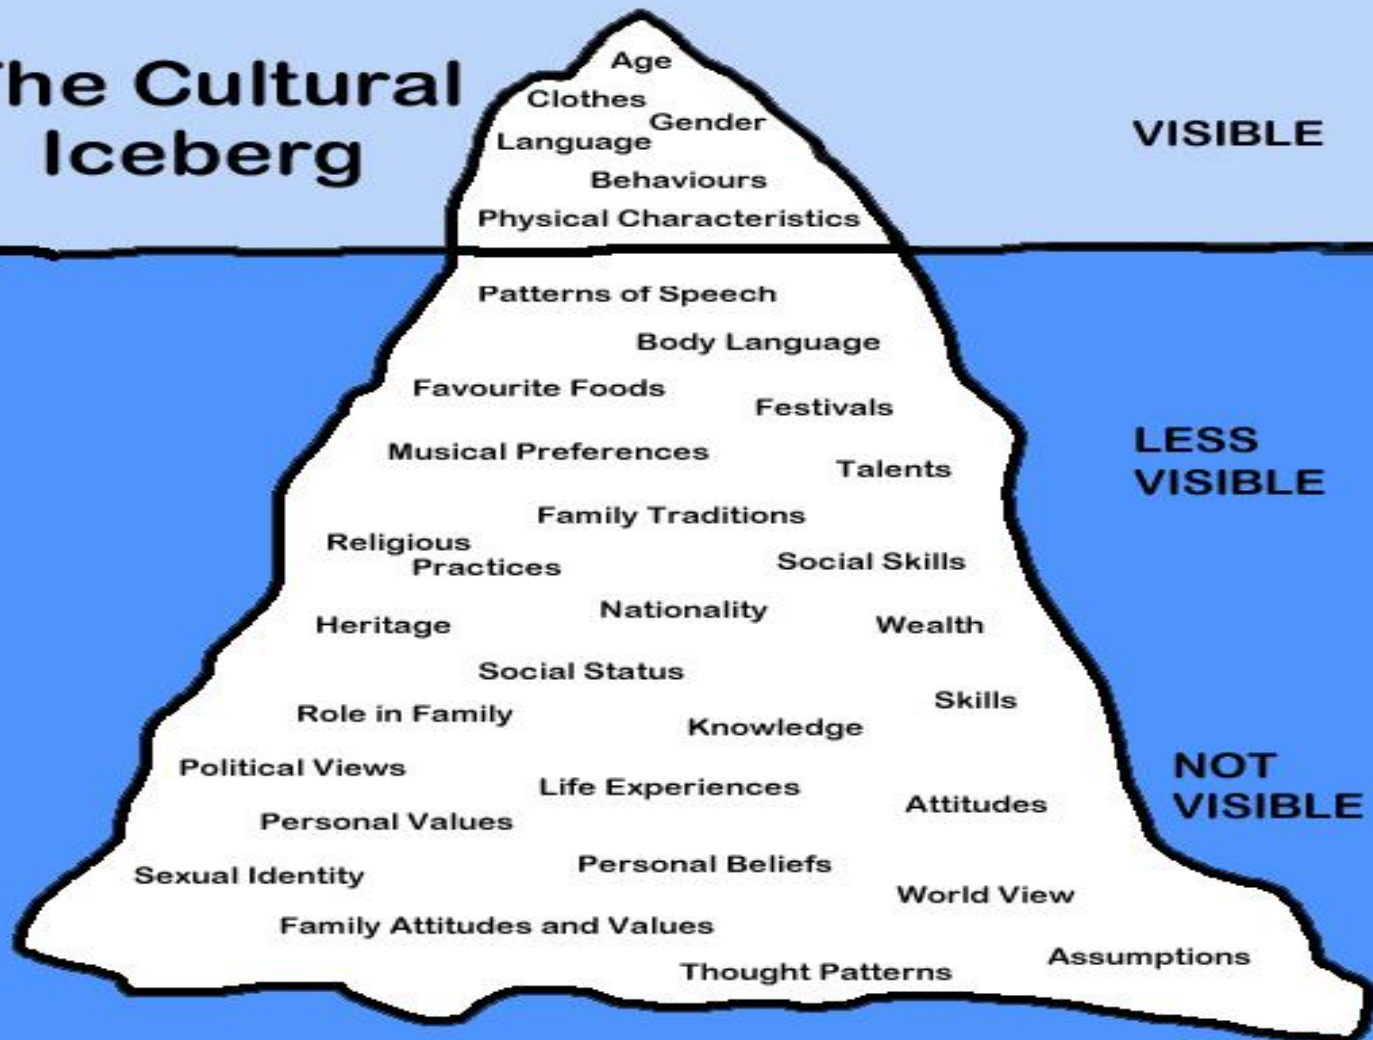 he Cultural
Iceberg
Age
Clothes
Gender
Language
Behaviours
Physical Characteristics
VISIBLE
Patterns of Speech
Body Language
Favourite Foods
Festivals
Musical Preferences
Talents
LESS
VISIBLE
Family Traditions
Religious
Practices
Social Skills
Nationality
Heritage
Wealth
Social Status
Skills
Role in Family
Knowledge
Political Views
Life Experiences
Attitudes
NOT
VISIBLE
Personal Values
Personal Beliefs
Sexual Identity
World View
Family Attitudes and Values
Assumptions
Thought Patterns